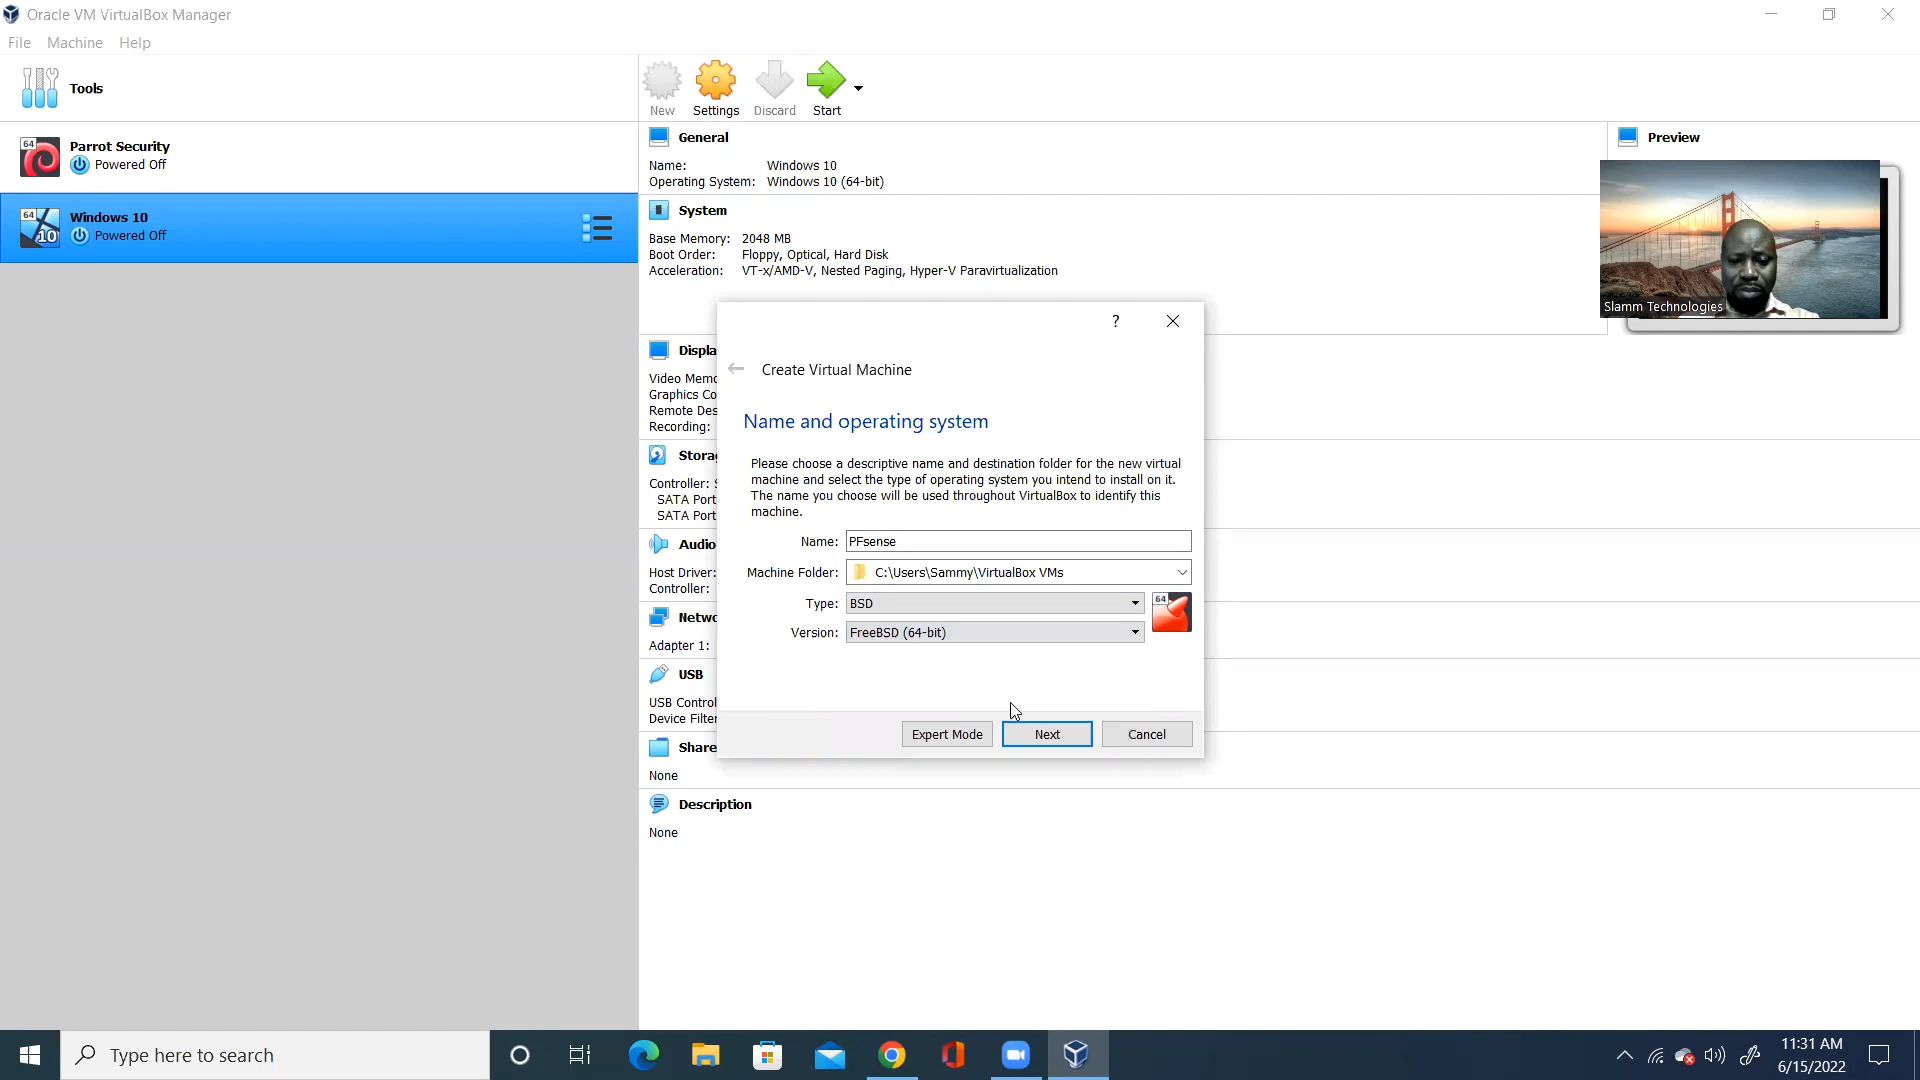 Oracle VM VirtualBox Manager
File Machine Help
Tools
New Settings Discard Start
64
Parrot Security
Powered Off
64
10
Windows 10
Powered Off
General
Name: Windows 10
Operating System: Windows 10 (64-bit)
Preview
Slamm Technologies
System
Base Memory: 2048 MB
Boot Order: Floppy, Optical, Hard Disk
Acceleration: VT-x/AMD-V, Nested Paging, Hyper-V Paravirtualization
Displa
Video Memo
Graphics Co
Remote Des
Recording:
Storag
Controller: S
SATA Port
SATA Port
Audio
Host Driver:
Controller:
Netwo
Adapter 1:
USB
USB Control
Device Filter
Share
None
Description
None
?
Create Virtual Machine
Name and operating system
Please choose a descriptive name and destination folder for the new virtual
machine and select the type of operating system you intend to install on it.
The name you choose will be used throughout VirtualBox to identify this
machine.
Name: PFsense
Machine Folder: C:\Users\Sammy\VirtualBox VMs
Type: BSD
64
Version: FreeBSD (64-bit)
Expert Mode Next Cancel
Type here to search
11:31 AM
6/15/2022